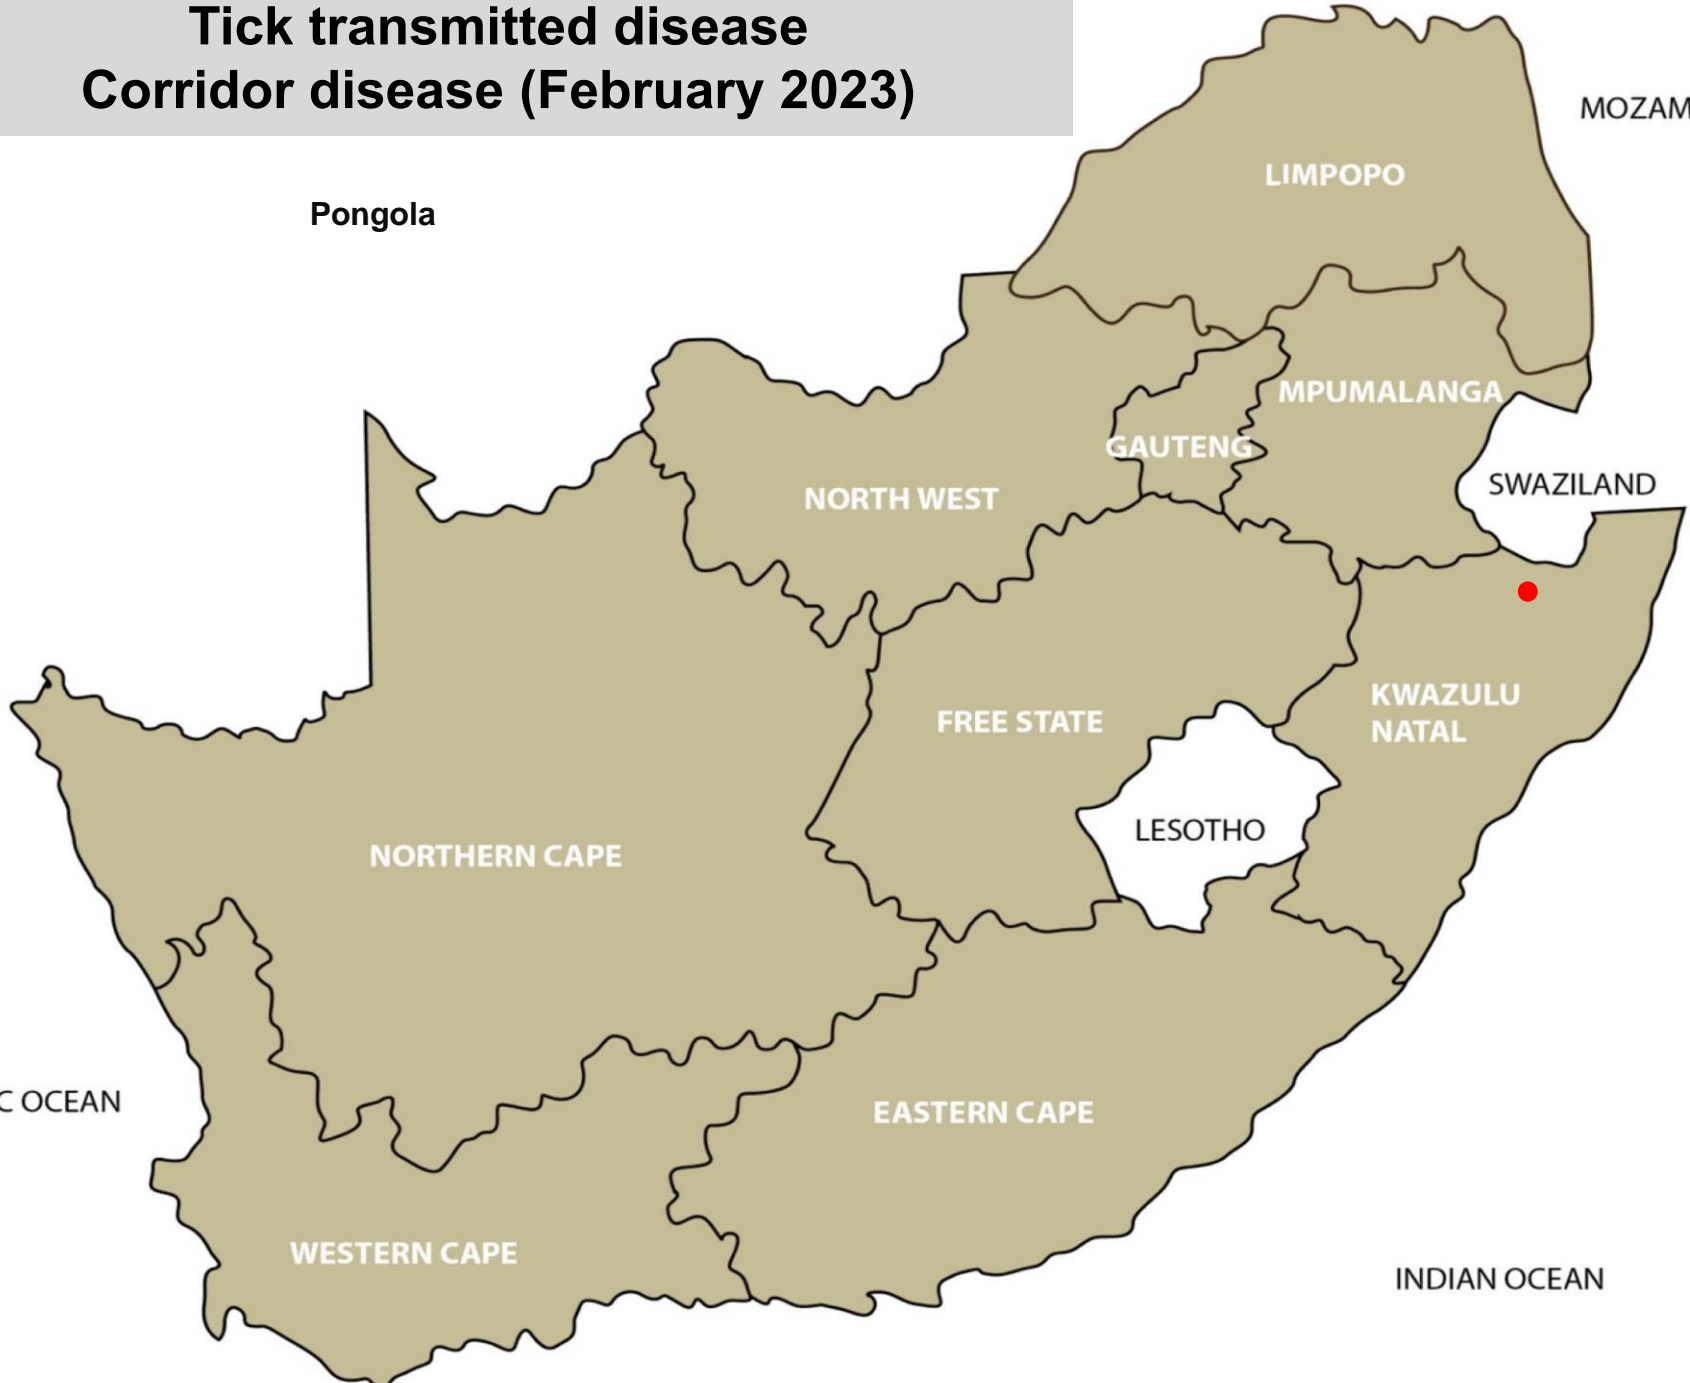 Tick transmitted disease
Corridor disease (February 2023)
MOZAM
LIMPOPO
Pongola
MPUMALANGA
GAUTENG
SWAZILAND
NORTH WEST
KWAZULU
NATAL
FREE STATE
LESOTHO
NORTHERN CAPE
C OCEAN
EASTERN CAPE
WESTERN CAPE
INDIAN OCEAN